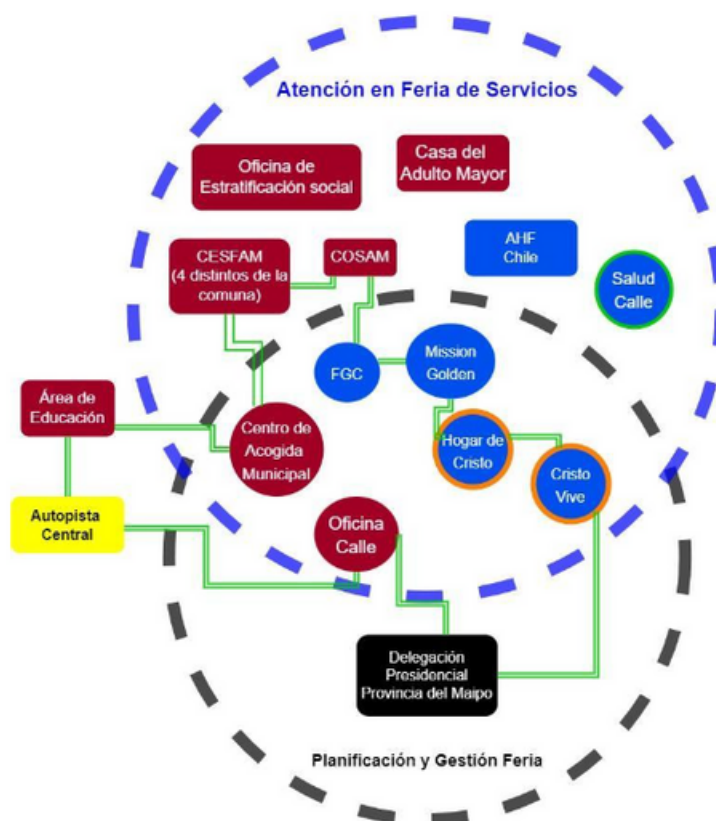 Atención en Feria de Servicios
Oficina de
Estratificación social
Casa del
Adulto Mayor
CESFAM
(4 distintos de la
comuna)
COSAM
AHF
Chile
Salud
Calle
FGC
Mission
Golden
Área de
Educación
Centro de
Acogida
Municipal
Hogar de
Cristo
Cristo
Vive
Autopista
Central
Oficina
Calle
Delegación
Presidencial
Provincia del Maipo
Planificación y Gestión Feria